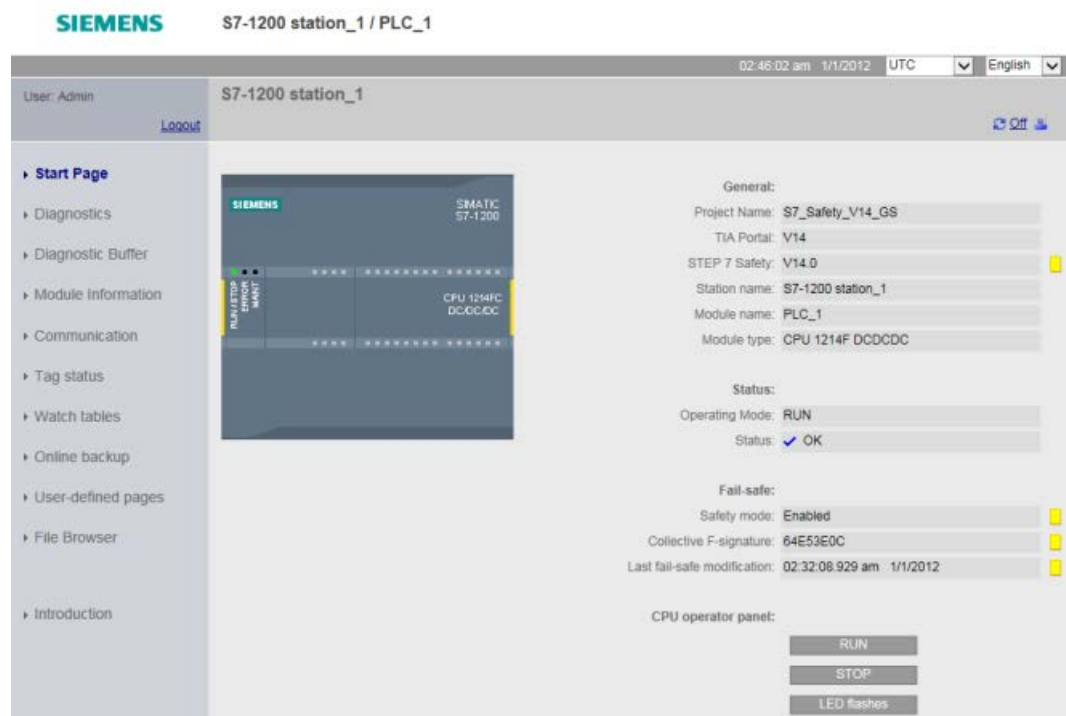 SIEMENS
S7-1200 station_1 / PLC_1
02:46:02 am 1/1/2012 UTC English
User: Admin
S7-1200 station_1
Logout
Off
Start Page
Diagnostics
Diagnostic Buffer
Module Information
Communication
Tag status
Watch tables
Online backup
User-defined pages
File Browser
Introduction
SIEMENS
SIMATIC
S7-1200
RUN / STOP
ERROR
MAINT
CPU 1214FC
DC/DC/DC
General:
Project Name: S7_Safety_V14_GS
TIA Portal: V14
STEP 7 Safety: V14.0
Station name: S7-1200 station_1
Module name: PLC_1
Module type: CPU 1214F DCDCDC
Status:
Operating Mode: RUN
Status: OK
Fail-safe:
Safety mode: Enabled
Collective F-signature: 64E53E0C
Last fail-safe modification: 02:32:08.929 am 1/1/2012
CPU operator panel:
RUN
STOP
LED flashes